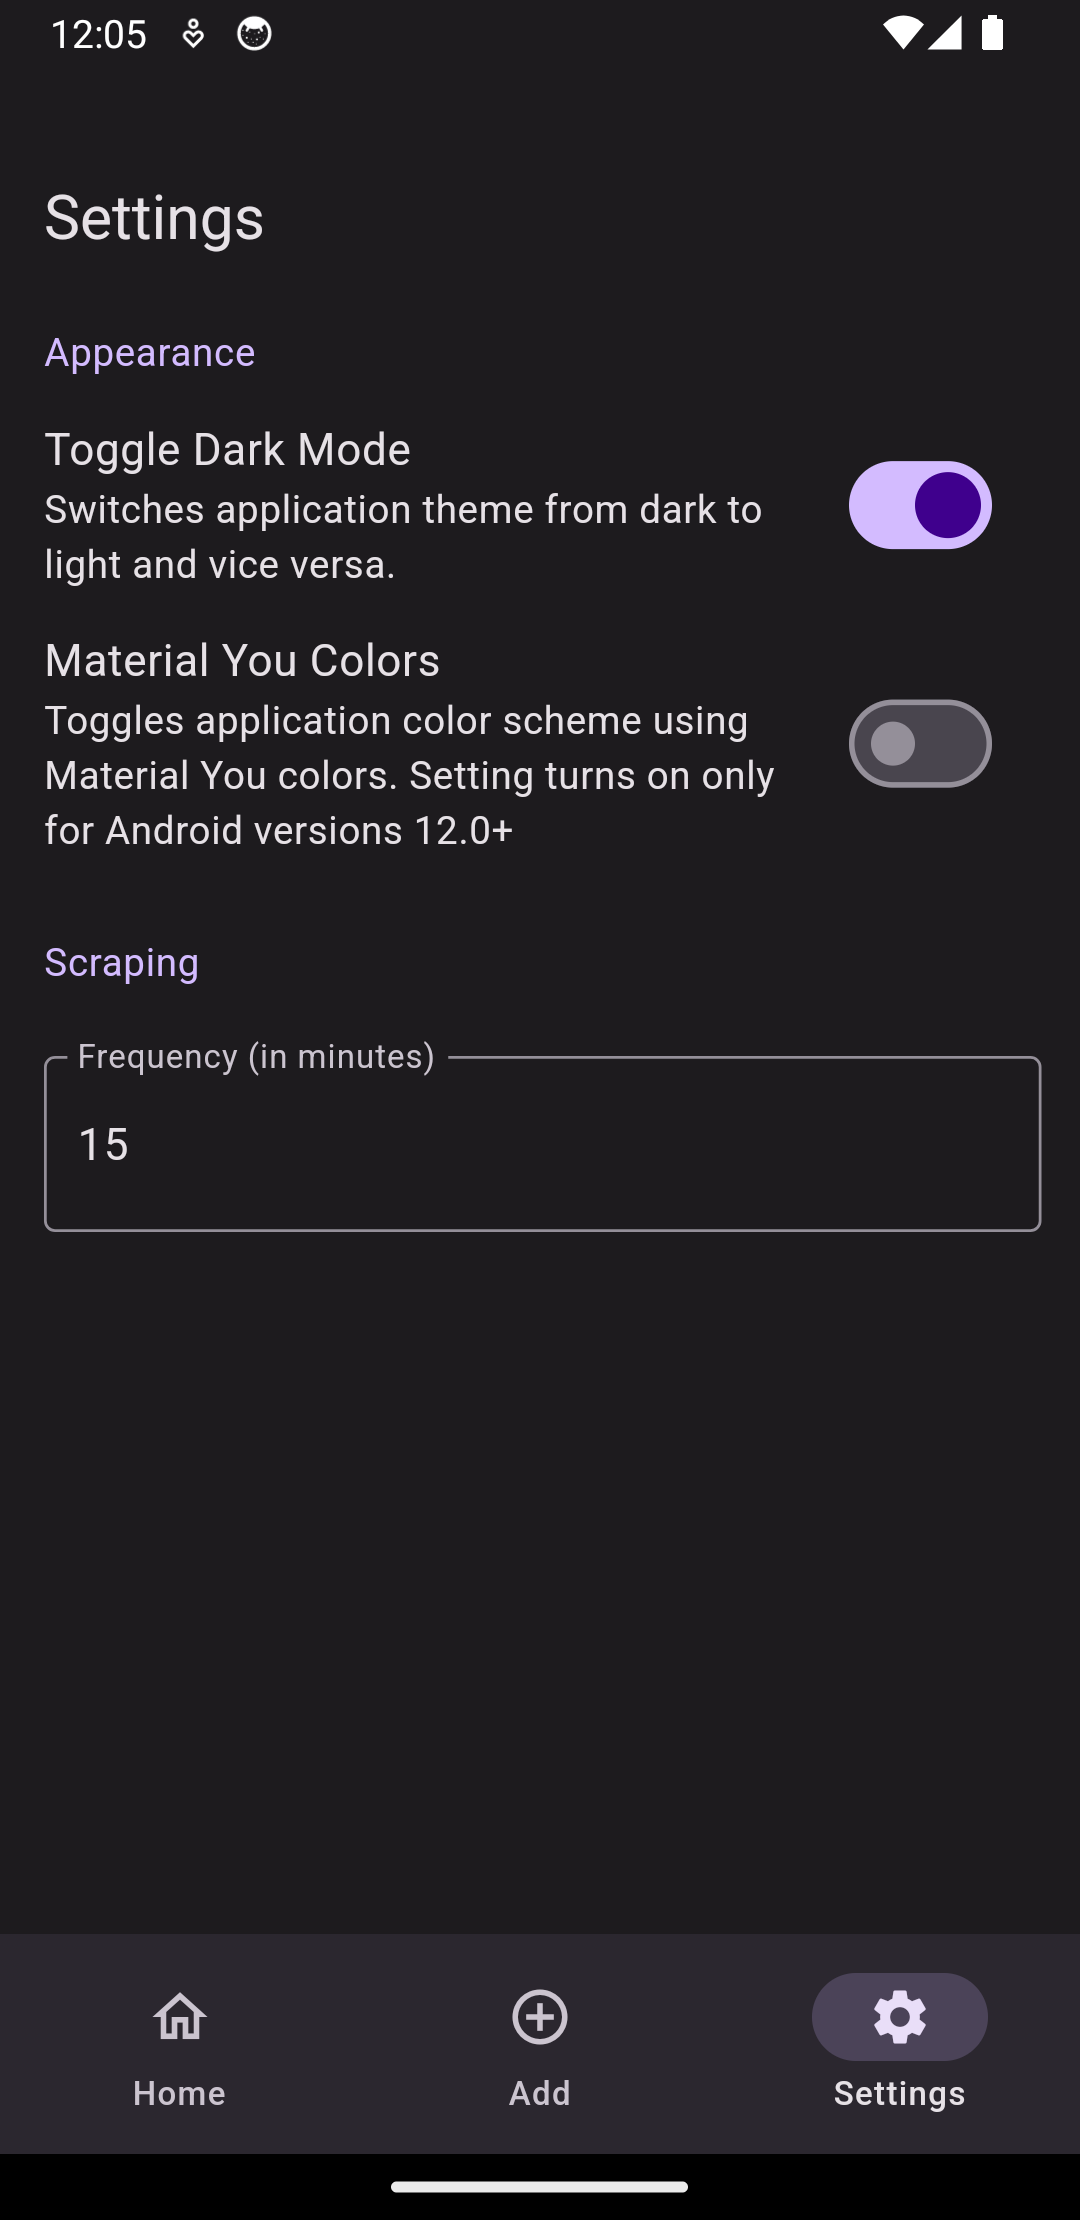 12:05
Settings
Appearance
Toggle Dark Mode
Switches application theme from dark to
light and vice versa.
Material You Colors
Toggles application color scheme using
Material You colors. Setting turns on only
for Android versions 12.0+
Scraping
Frequency (in minutes)
15
Home
Add
Settings